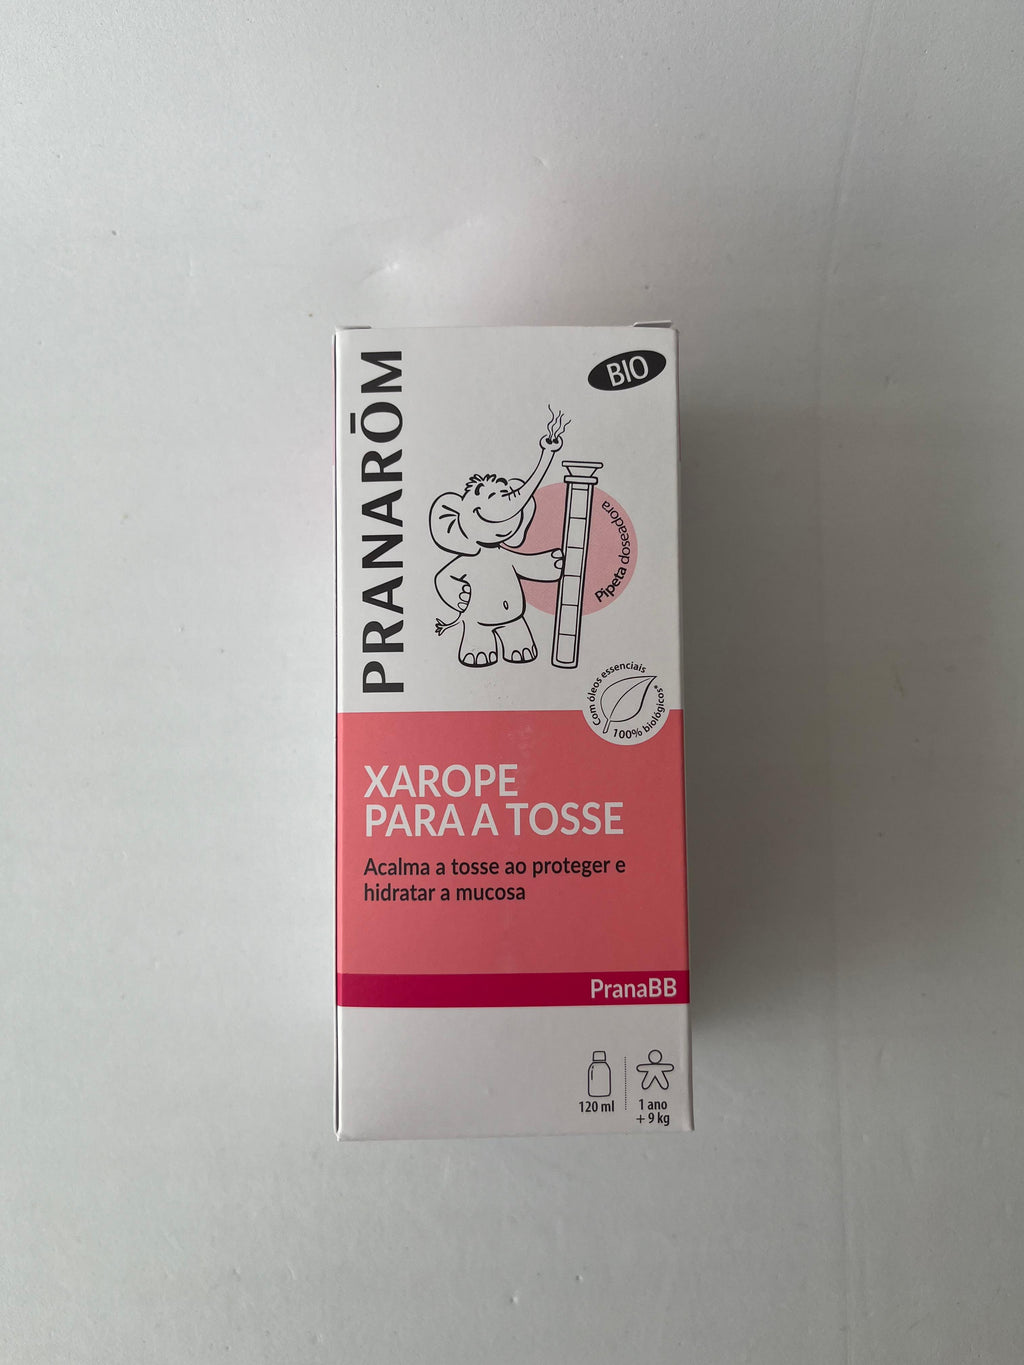 PRANARŌM
BIO
Pipeta doseadora
Com óleos essenciais
100% biológicos*
XAROPE
PARA A TOSSE
Acalma a tosse ao proteger e
hidratar a mucosa
PranaBB
120 ml
1 ano
+ 9 kg